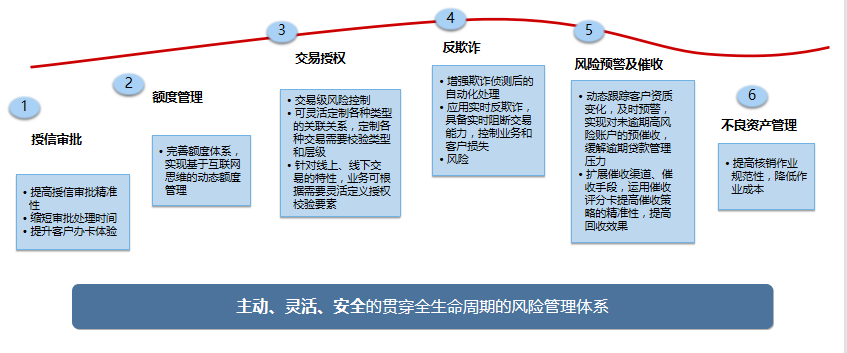 1
授信审批
• 提高授信审批精准
性
• 缩短审批处理时间
• 提升客户办卡体验
2
额度管理
• 完善额度体系，
实现基于互联网
思维的动态额度
管理
3
交易授权
• 交易级风险控制
• 可灵活定制各种类型
的关联关系，定制各
种交易需要校验类型
和层级
• 针对线上、线下交
易的特性，业务可根
据需要灵活定义授权
校验要素
4
反欺诈
• 增强欺诈侦测后的
自动化处理
• 应用实时反欺诈，
具备实时阻断交易
能力，控制业务和
客户损失
• 风险
5
风险预警及催收
• 动态跟踪客户资质
变化，及时预警，
实现对未逾期高风
险账户的预催收，
缓解逾期贷款管理
压力
• 扩展催收渠道、催
收手段，运用催收
评分卡提高催收策
略的精准性，提高
回收效果
6
不良资产管理
• 提高核销作业
规范性，降低作
业成本
主动、灵活、安全的贯穿全生命周期的风险管理体系